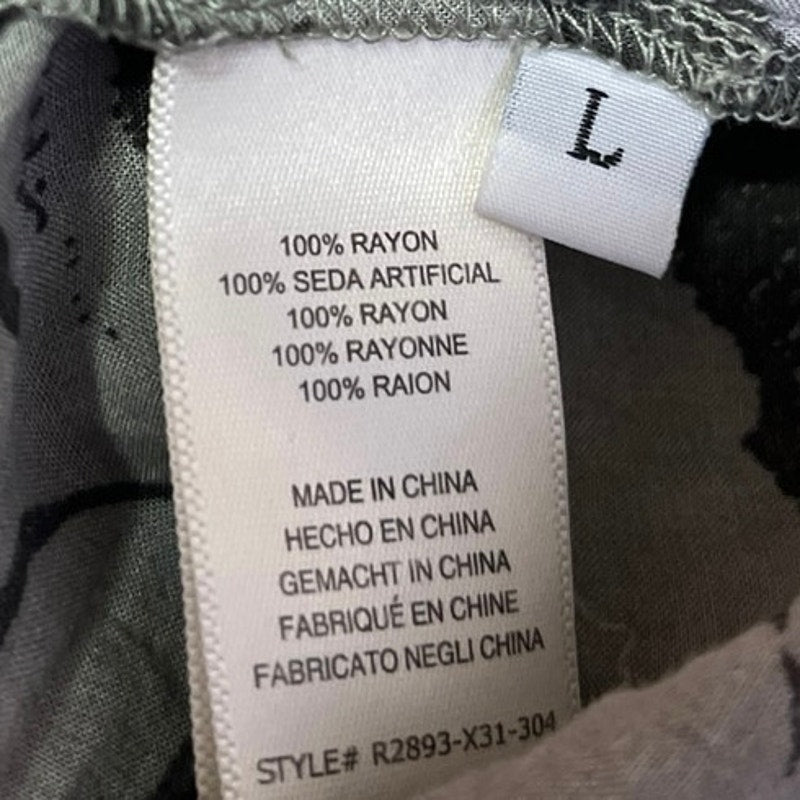 L
100% RAYON
100% SEDA ARTIFICIAL
100% RAYON
100% RAYONNE
100% RAION
MADE IN CHINA
HECHO EN CHINA
GEMACHT IN CHINA
FABRIQUÉ EN CHINE
FABRICATO NEGLI CHINA
STYLE# R2893-X31-304